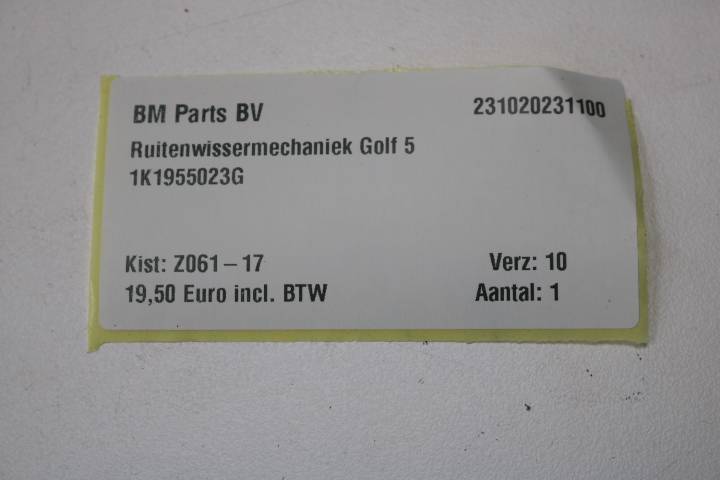 BM Parts BV 231020231100
Ruitenwissermechaniek Golf 5
1K1955023G
Kist: Z061-17 Verz: 10
19,50 Euro incl. BTW Aantal: 1